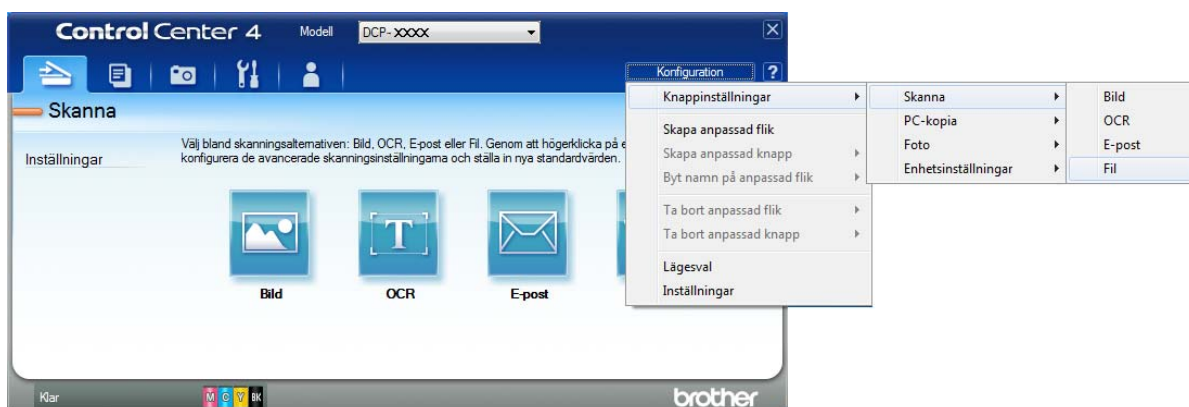 Control Center 4
Modell
DCP-XXXX
Konfiguration
?
Skanna
Välj bland skanningsalternativen: Bild, OCR, E-post eller Fil. Genom att högerklicka på
konfigurera de avancerade skanningsinställningarna och ställa in nya standardvärden.
Inställningar
T
Bild
OCR
E-post
Knappinställningar
Skapa anpassad flik
Skapa anpassad knapp
Byt namn på anpassad flik
Ta bort anpassad flik
Ta bort anpassad knapp
Lägesval
Inställningar
Skanna
PC-kopia
Foto
Enhetsinställningar
Bild
OCR
E-post
Fil
Klar
M C Y BK
brother